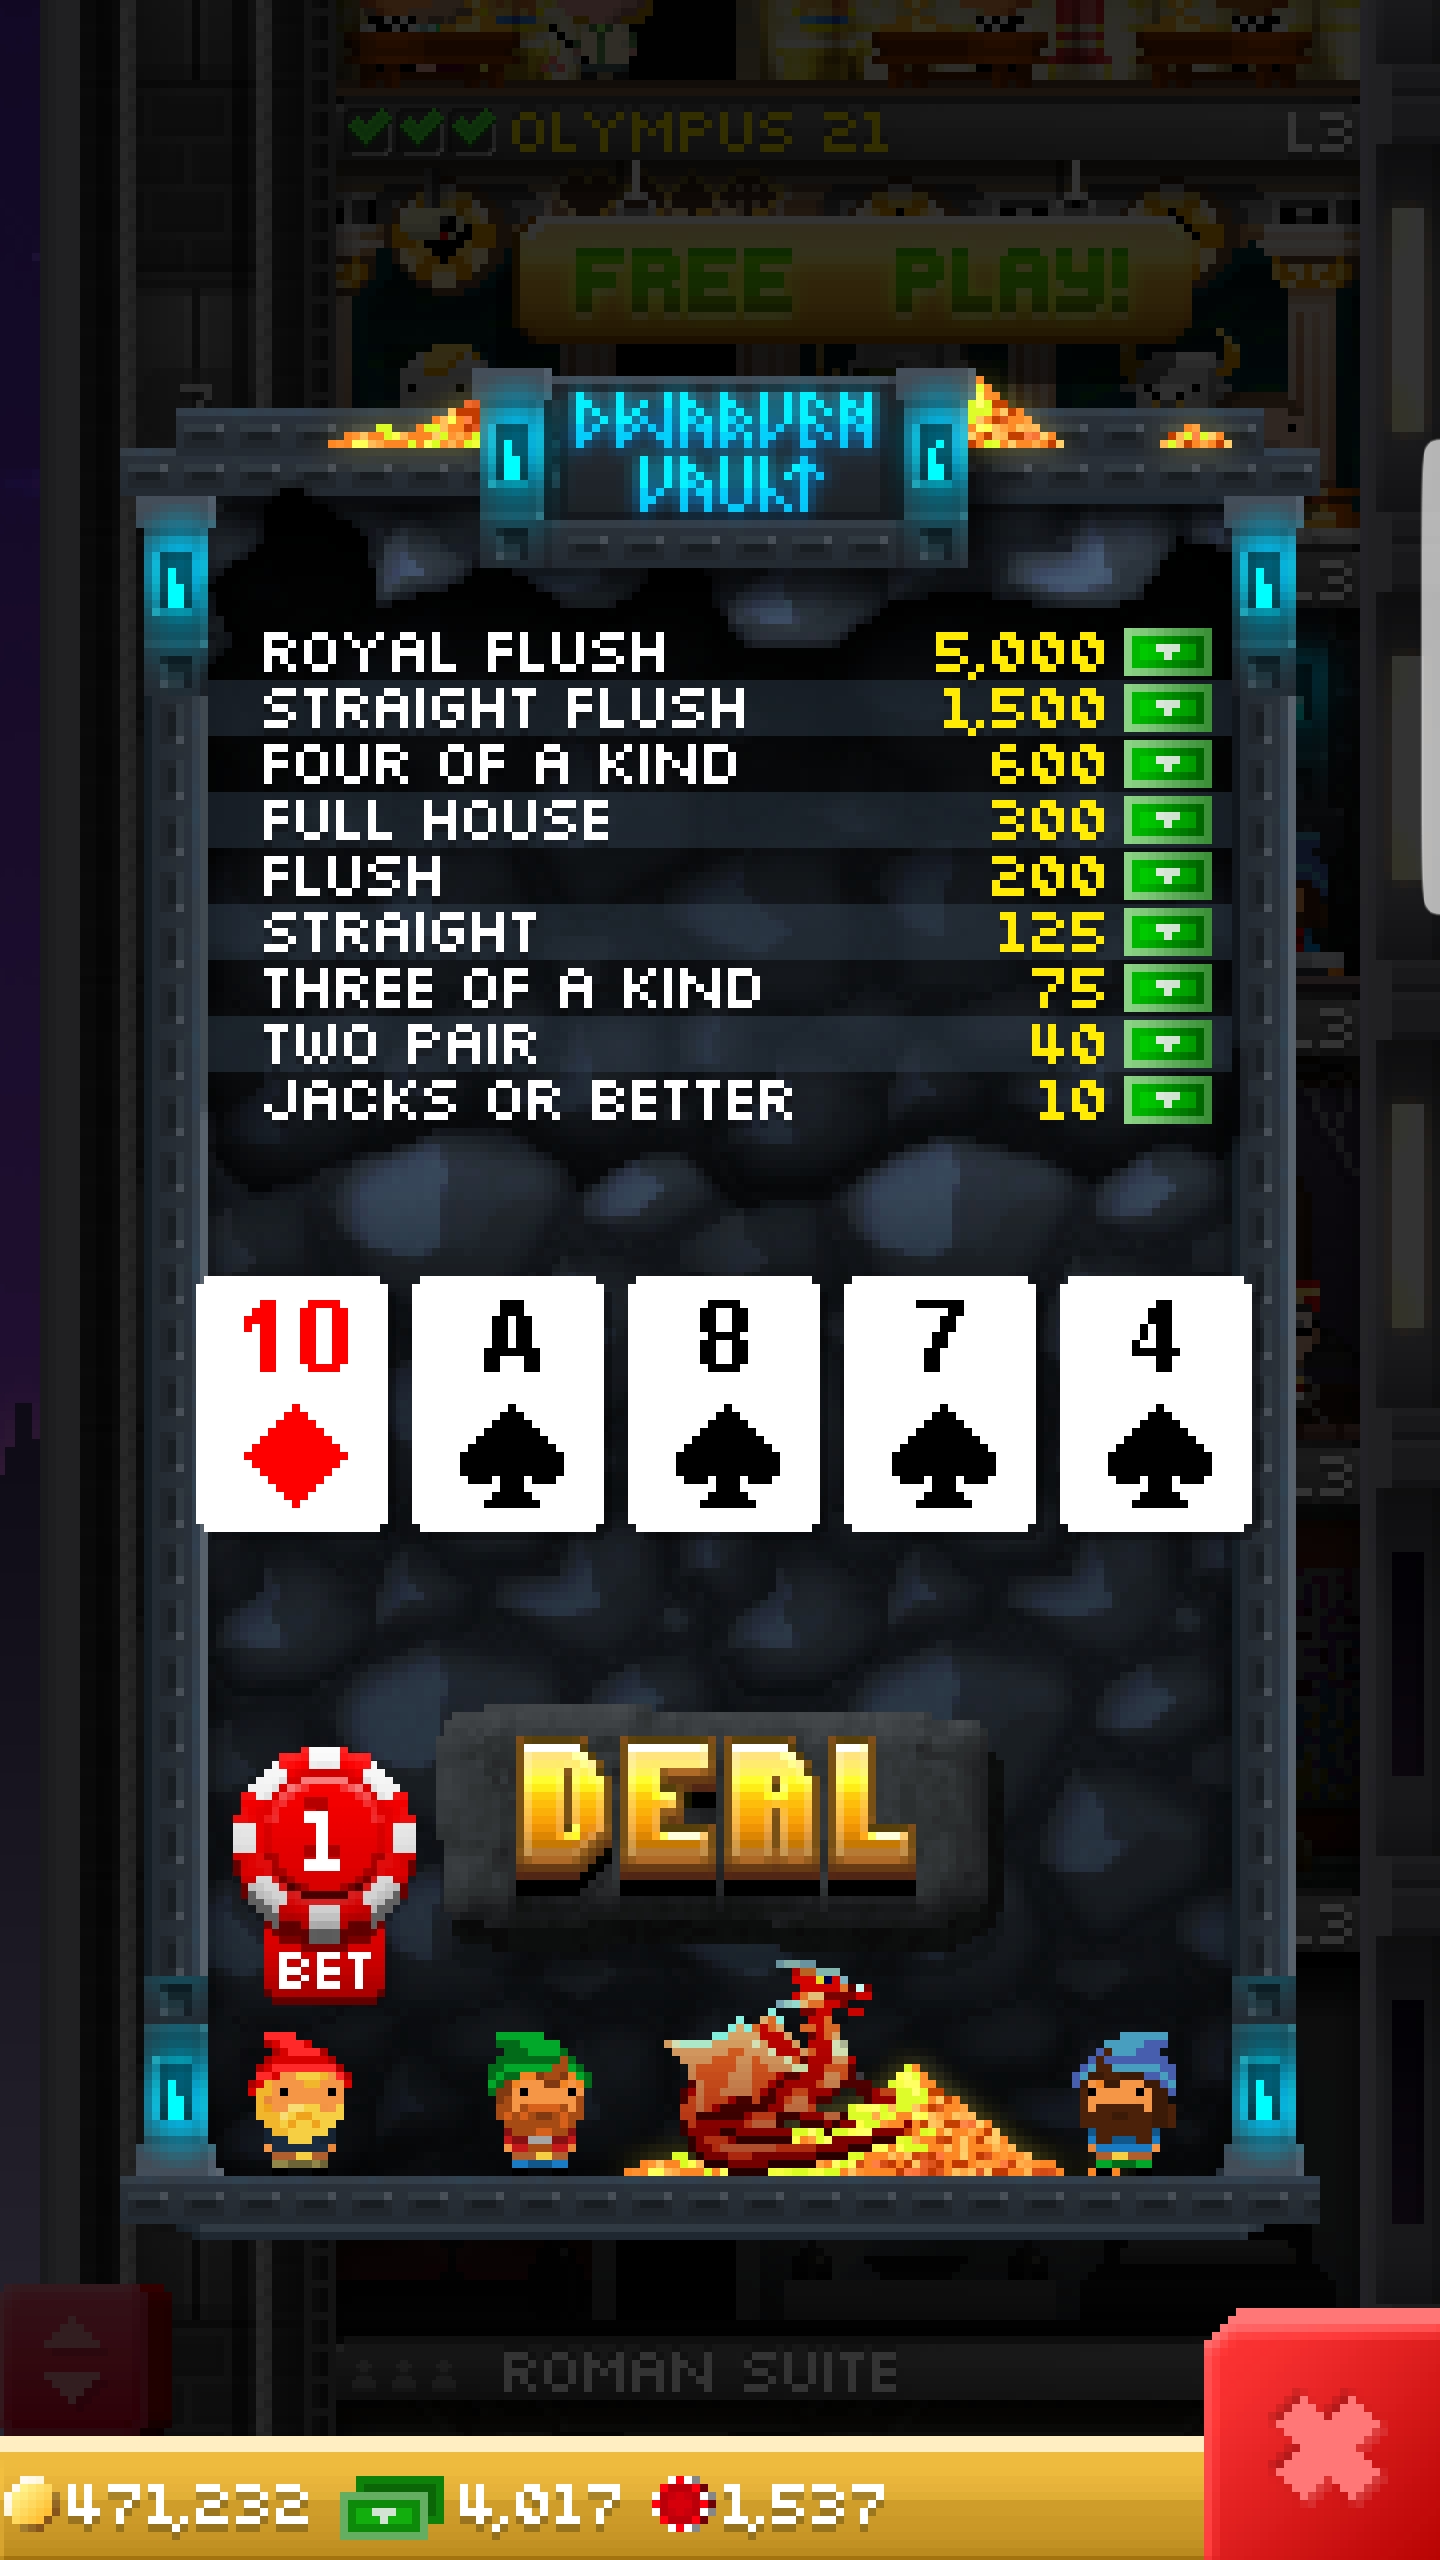 OLYMPUS 21 L3
FREE PLAY!
DWARVEN
VAULT
L3
ROYAL FLUSH 5,000
STRAIGHT FLUSH 1,500
FOUR OF A KIND 600
FULL HOUSE 300
FLUSH 200
STRAIGHT 125
THREE OF A KIND 75
TWO PAIR 40
JACKS OR BETTER 10
10 A 8 7 4
DEAL
1
BET
ROMAN SUITE
471,232 4,017 1,537